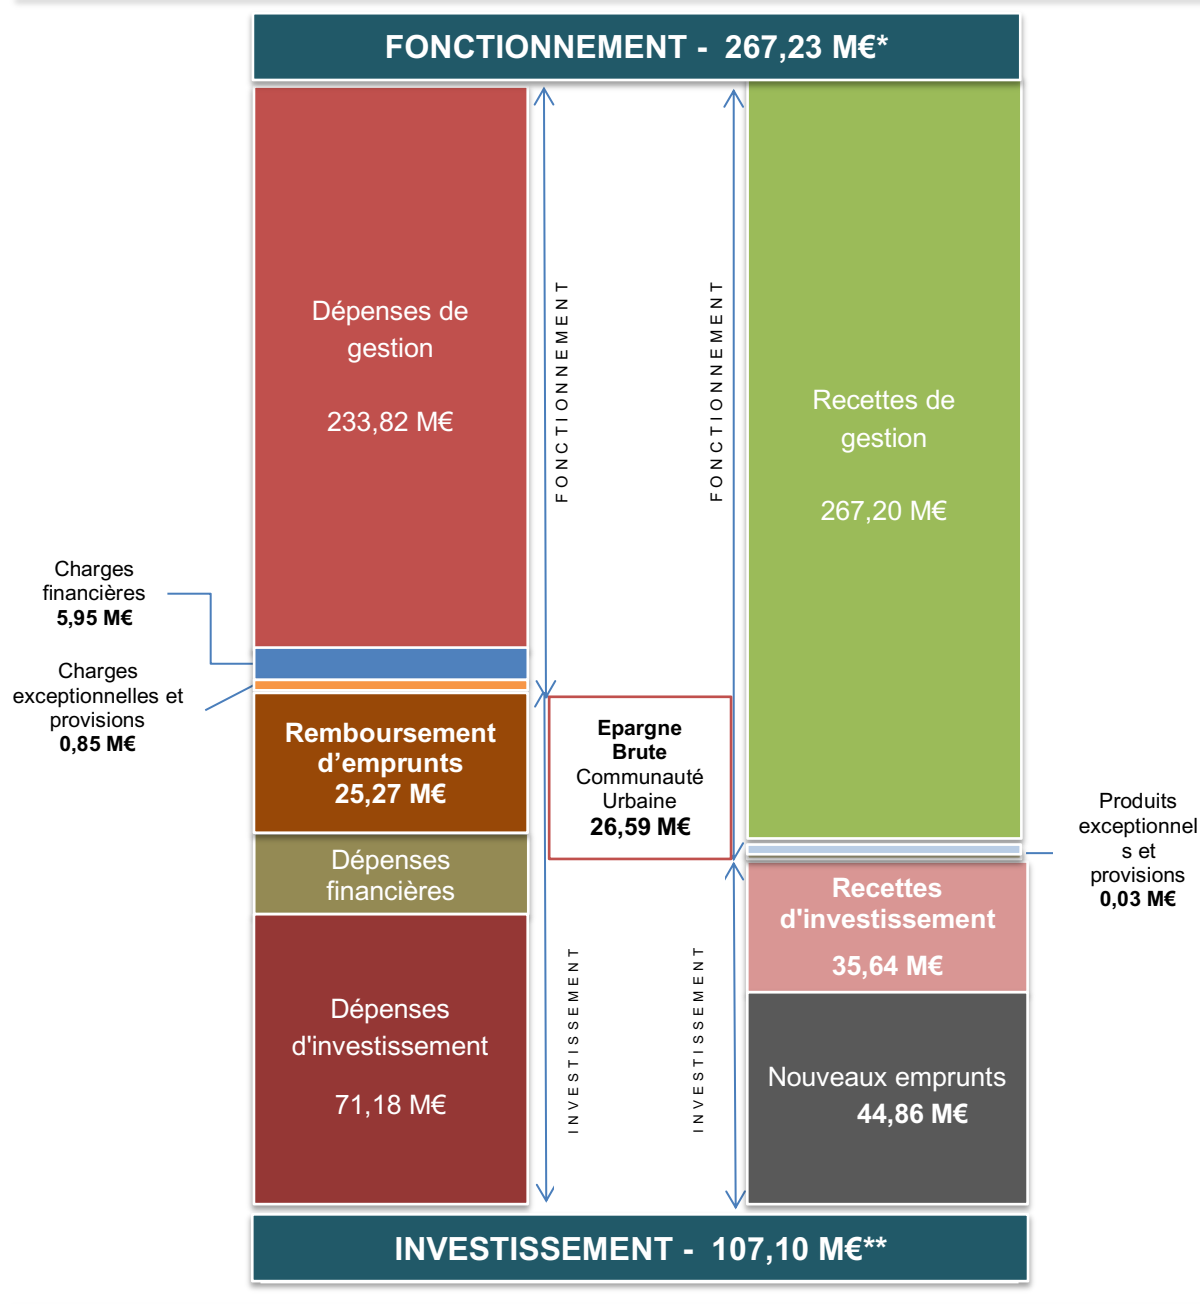 FONCTIONNEMENT - 267,23 M€*
Dépenses de
gestion
233,82 M€
FONCTIONNEMENT
FONCTIONNEMENT
Recettes de
gestion
267,20 M€
Charges
financières
5,95 M€
Charges
exceptionnelles et
provisions
0,85 M€
Remboursement
d’emprunts
25,27 M€
Epargne
Brute
Communauté
Urbaine
26,59 M€
Produits
exceptionnel
s et
provisions
0,03 M€
Dépenses
financières
Recettes
d'investissement
35,64 M€
Dépenses
d'investissement
71,18 M€
INVESTISSEMENT
INVESTISSEMENT
Nouveaux emprunts
44,86 M€
INVESTISSEMENT - 107,10 M€**